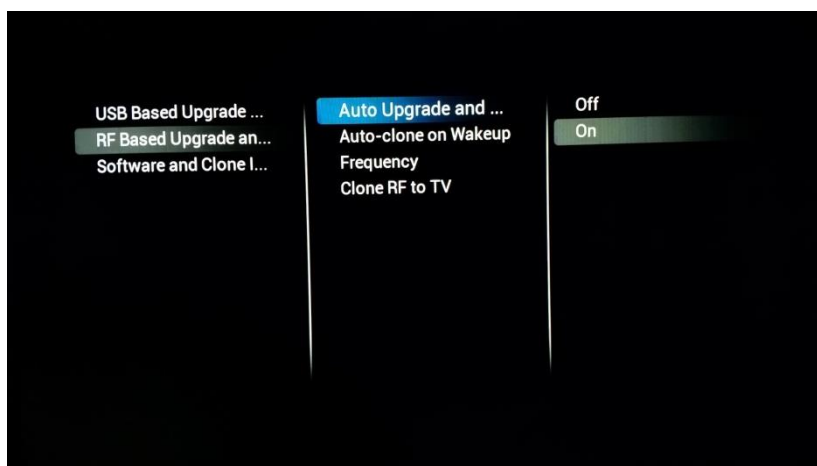 USB Based Upgrade ...
RF Based Upgrade an...
Software and Clone I...
Auto Upgrade and ...
Auto-clone on Wakeup
Frequency
Clone RF to TV
Off
On